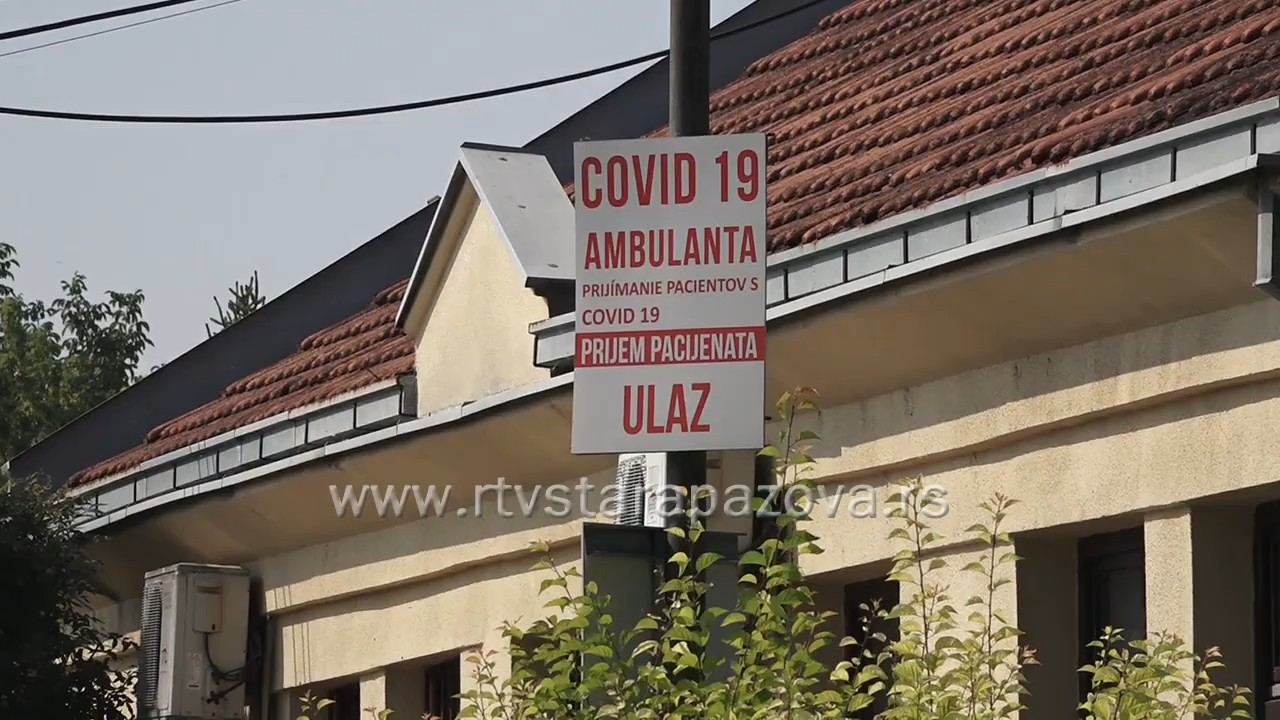 COVID 19
AMBULANTA
PRIJÍMANIE PACIENTOV S
COVID 19
PRIJEM PACIJENATA
ULAZ
www.rtvstarapazova.rs